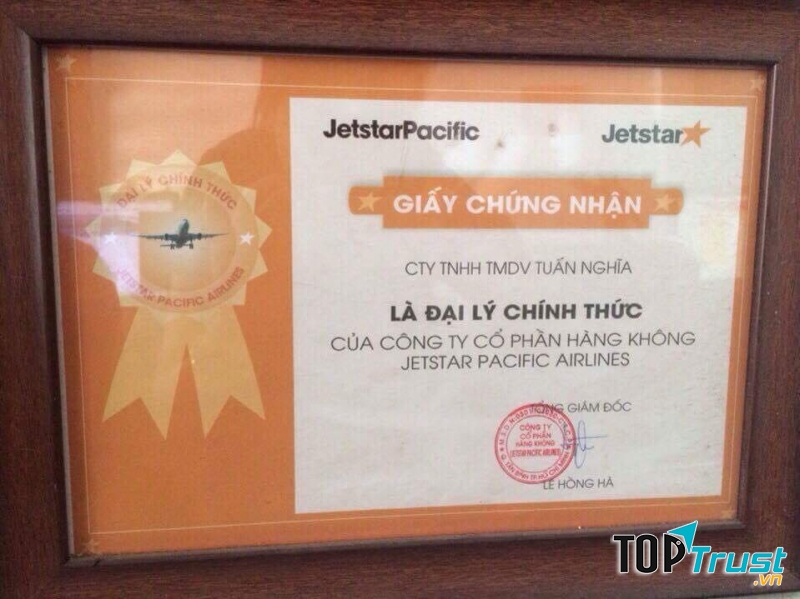 JetstarPacific
Jetstar
ĐẠI LÝ CHÍNH THỨC
JETSTAR PACIFIC AIRLINES
GIẤY CHỨNG NHẬN
CTY TNHH TMDV TUẤN NGHĨA
LÀ ĐẠI LÝ CHÍNH THỨC
CỦA CÔNG TY CỔ PHẦN HÀNG KHÔNG
JETSTAR PACIFIC AIRLINES
TỔNG GIÁM ĐỐC
CÔNG TY
CỔ PHẦN
HÀNG KHÔNG
JETSTAR PACIFIC AIRLINES
LÊ HỒNG HÀ
TOPTrust.vn